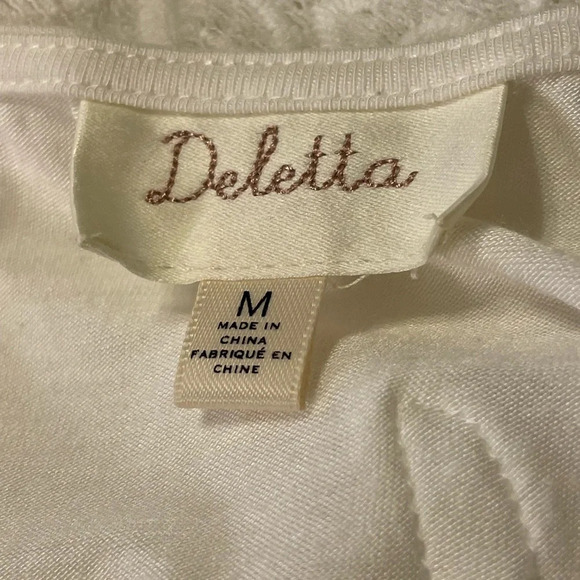 Deletta
M
MADE IN
CHINA
FABRIQUÉ EN
CHINE